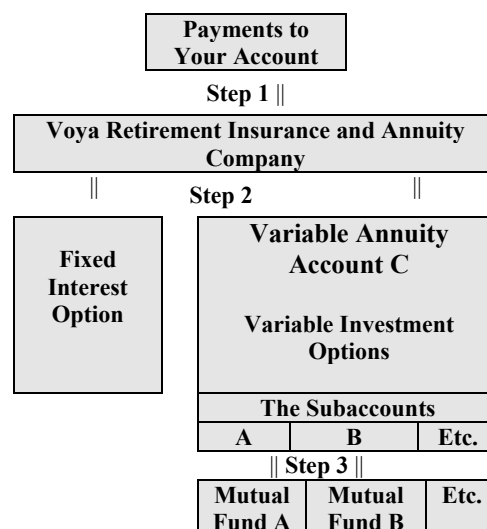 Payments to
Your Account
Step 1 ||
Voya Retirement Insurance and Annuity
Company
|| ||
Step 2
Fixed
Interest
Option
Variable Annuity
Account C
Variable Investment
Options
The Subaccounts
A B Etc.
|| Step 3 ||
Mutual Mutual Etc.
Fund A Fund B